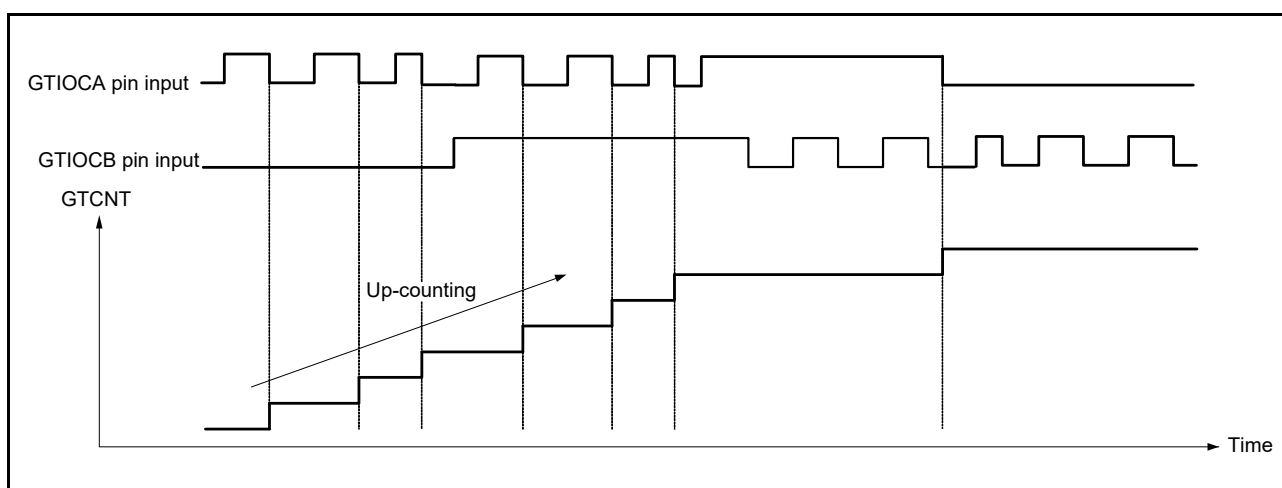 GTIOCA pin input
GTIOCB pin input
GTCNT
Up-counting
Time